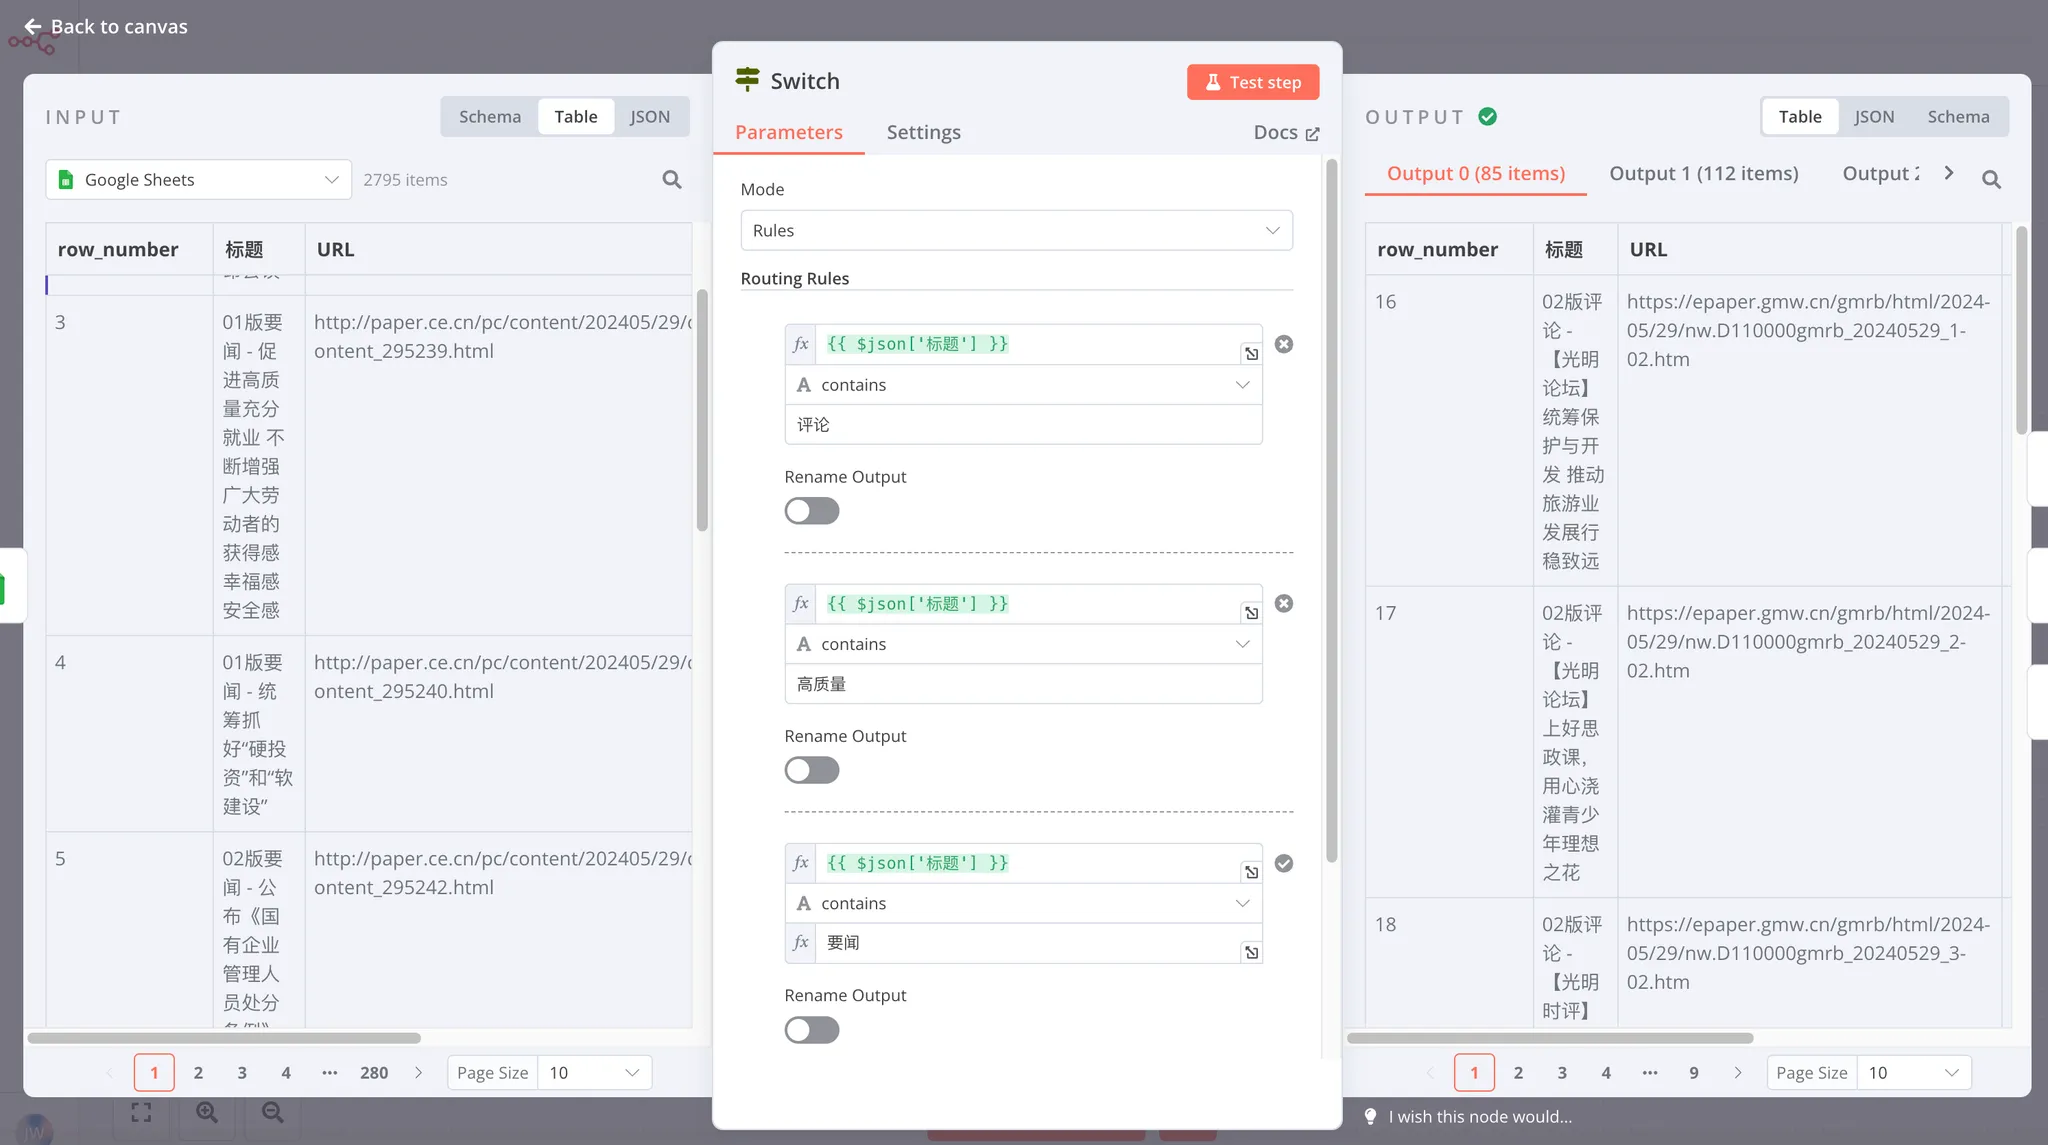 Back to canvas
INPUT
Schema
Table
JSON
Google Sheets
2795 items
row_number
标题
URL
3
01版要
闻 - 促
进高质
量充分
就业 不
断增强
广大劳
动者的
获得感
幸福感
安全感
http://paper.ce.cn/pc/content/202405/29/c
ontent_295239.html
4
01版要
闻 - 统
筹抓
好“硬投
资”和“软
建设”
http://paper.ce.cn/pc/content/202405/29/c
ontent_295240.html
5
02版要
闻 - 公
布《国
有企业
管理人
员处分
http://paper.ce.cn/pc/content/202405/29/c
ontent_295242.html
1
2
3
4
•••
280
Page Size
10
JW
Switch
Test step
Parameters
Settings
Docs
Mode
Rules
Routing Rules
fx
{{ $json['标题'] }}
A contains
评论
Rename Output
fx
{{ $json['标题'] }}
A contains
高质量
Rename Output
fx
{{ $json['标题'] }}
A contains
fx
要闻
Rename Output
OUTPUT
Table
JSON
Schema
Output 0 (85 items)
Output 1 (112 items)
Output
row_number
标题
URL
16
02版评
论 -
【光明
论坛】
统筹保
护与开
发 推动
旅游业
发展行
稳致远
https://epaper.gmw.cn/gmrb/html/2024-
05/29/nw.D110000gmrb_20240529_1-
02.htm
17
02版评
论 -
【光明
论坛】
上好思
政课，
用心浇
灌青少
年理想
之花
https://epaper.gmw.cn/gmrb/html/2024-
05/29/nw.D110000gmrb_20240529_2-
02.htm
18
02版评
论 -
【光明
时评】
https://epaper.gmw.cn/gmrb/html/2024-
05/29/nw.D110000gmrb_20240529_3-
02.htm
1
2
3
4
•••
9
Page Size
10
I wish this node would...